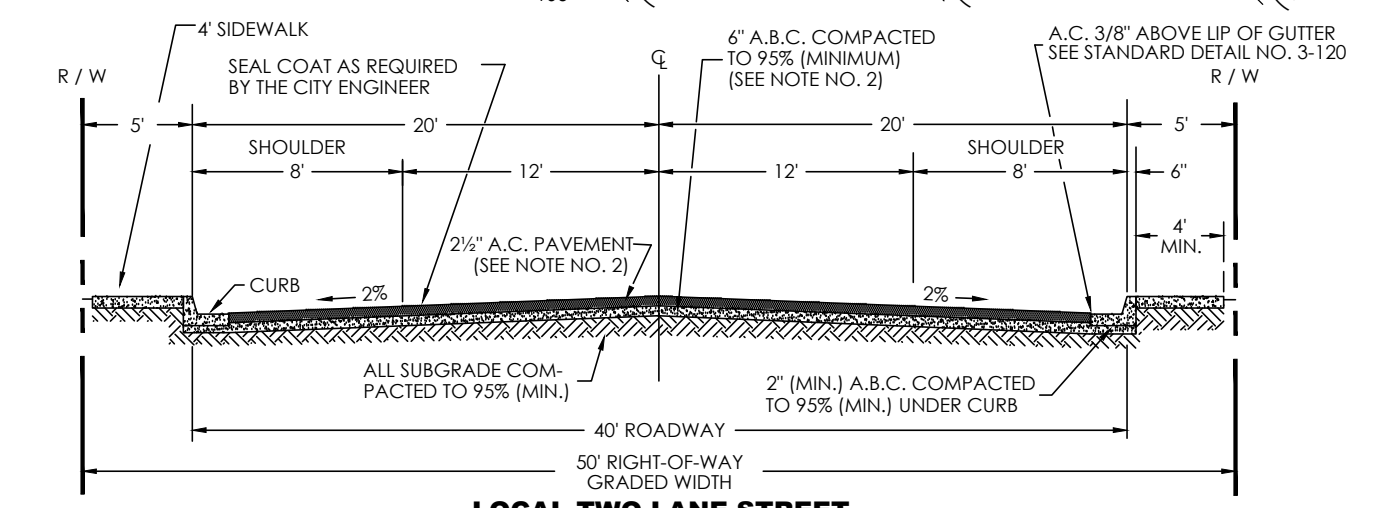 4' SIDEWALK
SEAL COAT AS REQUIRED
BY THE CITY ENGINEER
6" A.B.C. COMPACTED
TO 95% (MINIMUM)
(SEE NOTE NO. 2)
A.C. 3/8" ABOVE LIP OF GUTTER
SEE STANDARD DETAIL NO. 3-120
R / W
℄
R / W
5'
20'
20'
5'
SHOULDER
8'
12'
12'
SHOULDER
8'
6"
4'
MIN.
2½" A.C. PAVEMENT
(SEE NOTE NO. 2)
CURB
2%
2%
ALL SUBGRADE COM-
PACTED TO 95% (MIN.)
2" (MIN.) A.B.C. COMPACTED
TO 95% (MIN.) UNDER CURB
40' ROADWAY
50' RIGHT-OF-WAY
GRADED WIDTH
LOCAL TWO LANE STREET